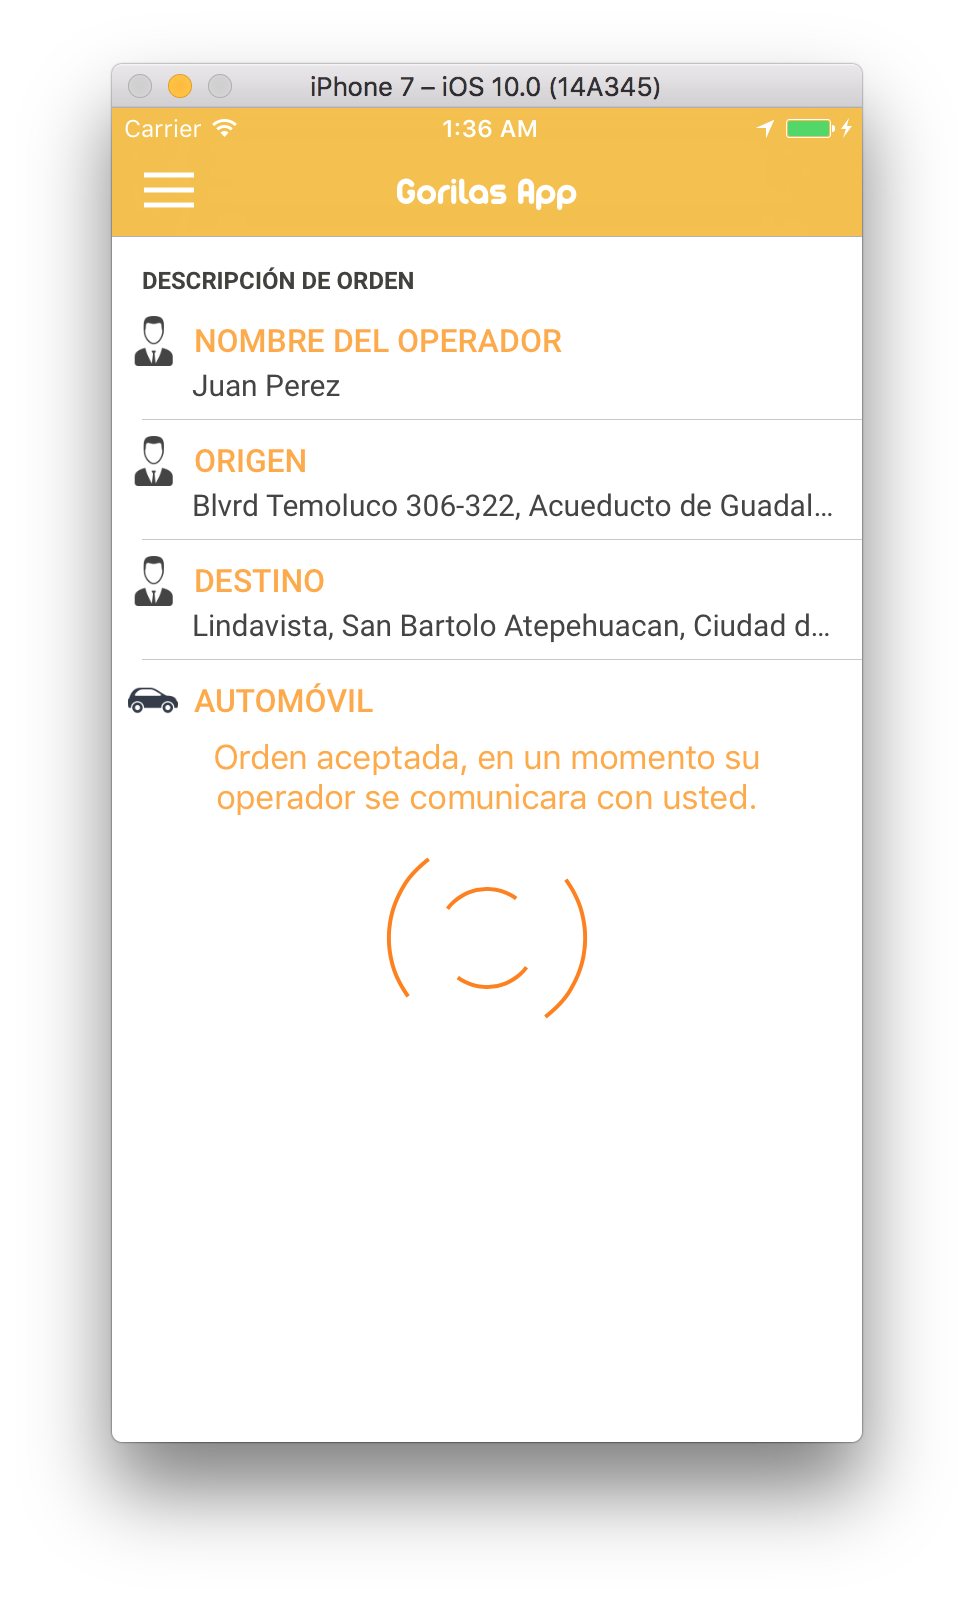 iPhone 7 – iOS 10.0 (14A345)
Carrier 1:36 AM
Gorilas App
DESCRIPCIÓN DE ORDEN
NOMBRE DEL OPERADOR
Juan Perez
ORIGEN
Blvrd Temoluco 306-322, Acueducto de Guadal...
DESTINO
Lindavista, San Bartolo Atepehuacan, Ciudad d...
AUTOMÓVIL
Orden aceptada, en un momento su
operador se comunicara con usted.